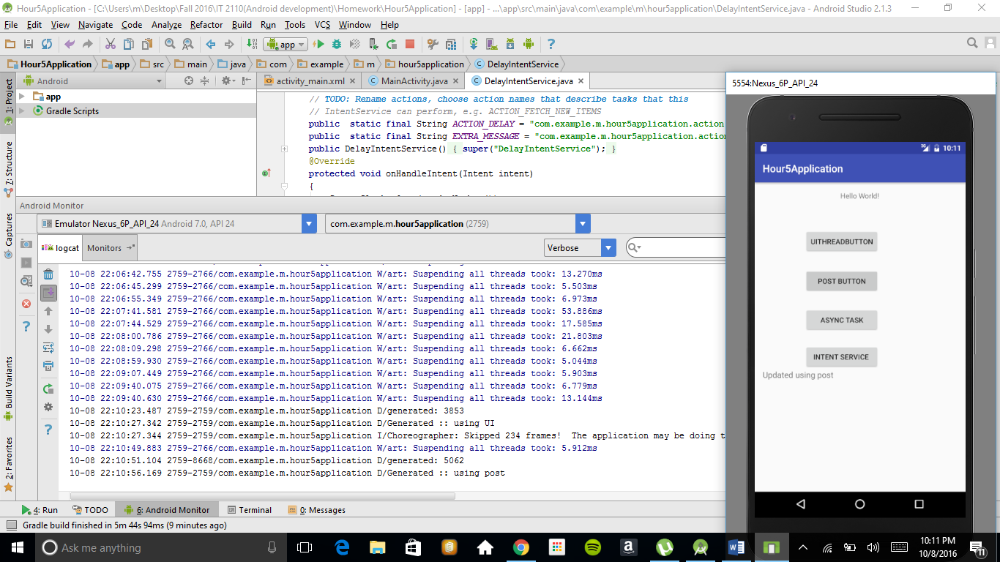 Hour5Application - [C:\Users\m\Desktop\Fall 2016\IT 2110(Android development)\Homework\Hour5Application] - [app] - ...\app\src\main\java\com\example\m\hour5application\DelayIntentService.java - Android Studio 2.1.3
File Edit View Navigate Code Analyze Refactor Build Run Tools VCS Window Help
app
Hour5Application app src main java com example m hour5application DelayIntentService
1: Project
7: Structure
Captures
Build Variants
2: Favorites
Android
app
Gradle Scripts
activity_main.xml MainActivity.java DelayIntentService.java
// TODO: Rename actions, choose action names that describe tasks that this
// IntentService can perform, e.g. ACTION_FETCH_NEW_ITEMS
public static final String ACTION_DELAY = "com.example.m.hour5application.action
public static final String EXTRA_MESSAGE = "com.example.m.hour5application.action
public DelayIntentService() { super("DelayIntentService"); }
@Override
protected void onHandleIntent(Intent intent)
{
Android Monitor
Emulator Nexus_6P_API_24 Android 7.0, API 24
com.example.m.hour5application (2759)
logcat Monitors
Verbose
10-08 22:06:42.755 2759-2766/com.example.m.hour5application W/art: Suspending all threads took: 13.270ms
10-08 22:06:45.299 2759-2766/com.example.m.hour5application W/art: Suspending all threads took: 5.503ms
10-08 22:06:55.349 2759-2766/com.example.m.hour5application W/art: Suspending all threads took: 6.973ms
10-08 22:07:41.581 2759-2766/com.example.m.hour5application W/art: Suspending all threads took: 53.886ms
10-08 22:07:44.529 2759-2766/com.example.m.hour5application W/art: Suspending all threads took: 17.585ms
10-08 22:08:00.786 2759-2766/com.example.m.hour5application W/art: Suspending all threads took: 21.803ms
10-08 22:08:09.298 2759-2766/com.example.m.hour5application W/art: Suspending all threads took: 6.662ms
10-08 22:08:59.930 2759-2766/com.example.m.hour5application W/art: Suspending all threads took: 5.044ms
10-08 22:09:07.449 2759-2766/com.example.m.hour5application W/art: Suspending all threads took: 5.903ms
10-08 22:09:40.075 2759-2766/com.example.m.hour5application W/art: Suspending all threads took: 6.779ms
10-08 22:09:40.630 2759-2766/com.example.m.hour5application W/art: Suspending all threads took: 13.144ms
10-08 22:10:23.487 2759-2759/com.example.m.hour5application D/generated: 3853
10-08 22:10:27.342 2759-2759/com.example.m.hour5application D/Generated :: using UI
10-08 22:10:27.344 2759-2759/com.example.m.hour5application I/Choreographer: Skipped 234 frames! The application may be doing t
10-08 22:10:49.883 2759-2766/com.example.m.hour5application W/art: Suspending all threads took: 5.912ms
10-08 22:10:51.104 2759-8668/com.example.m.hour5application D/generated: 5062
10-08 22:10:56.169 2759-2759/com.example.m.hour5application D/Generated :: using post
4: Run TODO 6: Android Monitor Terminal 0: Messages
Gradle build finished in 5m 44s 94ms (9 minutes ago)
5554:Nexus_6P_API_24
10:11
Hour5Application
Hello World!
UITHREADBUTTON
POST BUTTON
ASYNC TASK
INTENT SERVICE
Updated using post
Ask me anything
10:11 PM
10/8/2016
11